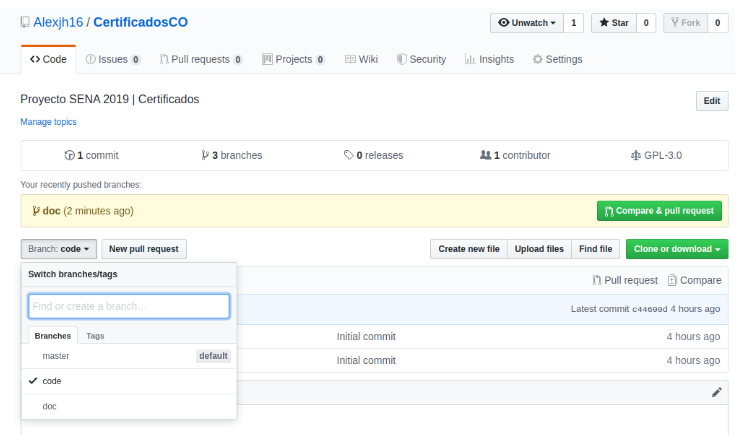 Alexjh16 / CertificadosCO
Unwatch 1 Star 0 Fork 0
Code Issues 0 Pull requests 0 Projects 0 Wiki Security Insights Settings
Proyecto SENA 2019 | Certificados
Edit
Manage topics
1 commit 3 branches 0 releases 1 contributor GPL-3.0
Your recently pushed branches:
doc (2 minutes ago) Compare & pull request
Branch: code New pull request Create new file Upload files Find file Clone or download
Switch branches/tags
Pull request Compare
Find or create a branch…
Latest commit c44600d 4 hours ago
Branches Tags
Initial commit 4 hours ago
master default
Initial commit 4 hours ago
code
doc